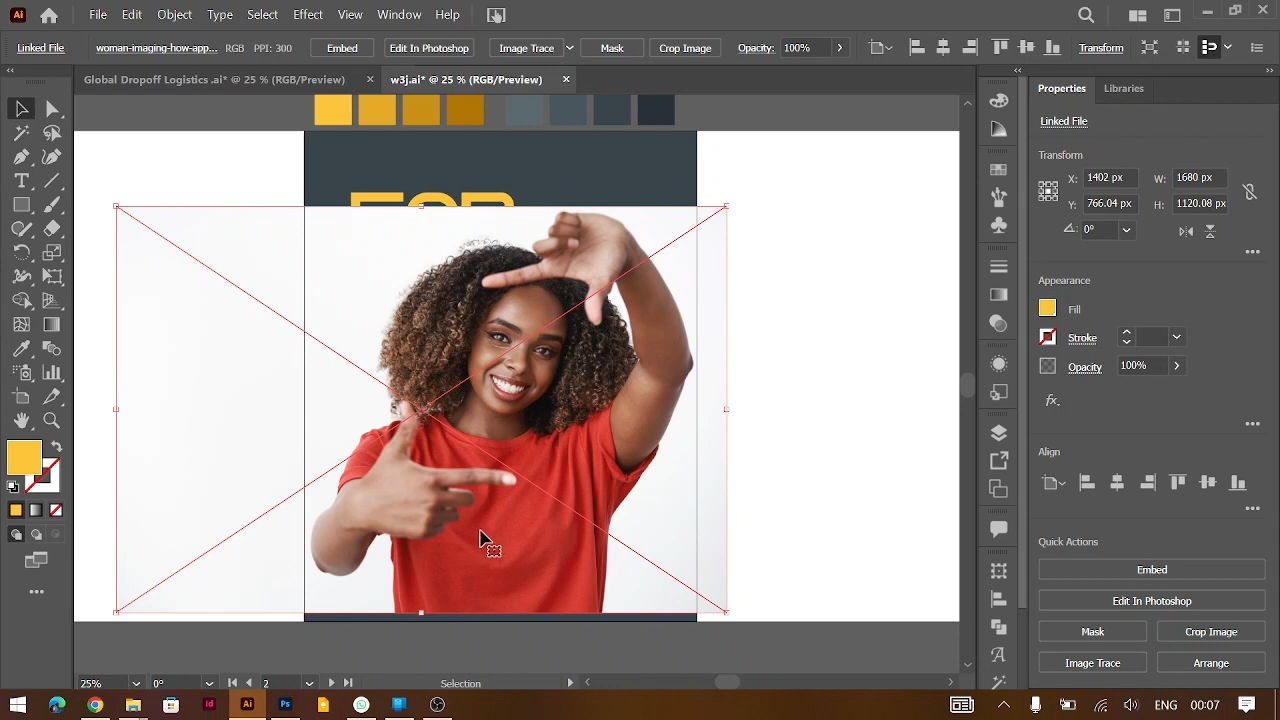 Ai File Edit Object Type Select Effect View Window Help
Linked File woman-imaging-how-app... RGB PPI: 300 Embed Edit In Photoshop Image Trace Mask Crop Image Opacity: 100% Transform
Global Dropoff Logistics.ai* @ 25 % (RGB/Preview) × w3j.ai* @ 25 % (RGB/Preview) ×
Properties Libraries
Linked File
Transform
X: 1402 px W: 1680 px
Y: 766.04 px H: 1120.08 px
0°
FOR
Appearance
Fill
Stroke
Opacity 100%
fx.
Align
Quick Actions
Embed
Edit In Photoshop
Mask Crop Image
Image Trace Arrange
25% 0° 2 Selection
Id Ai Ps ENG 00:07